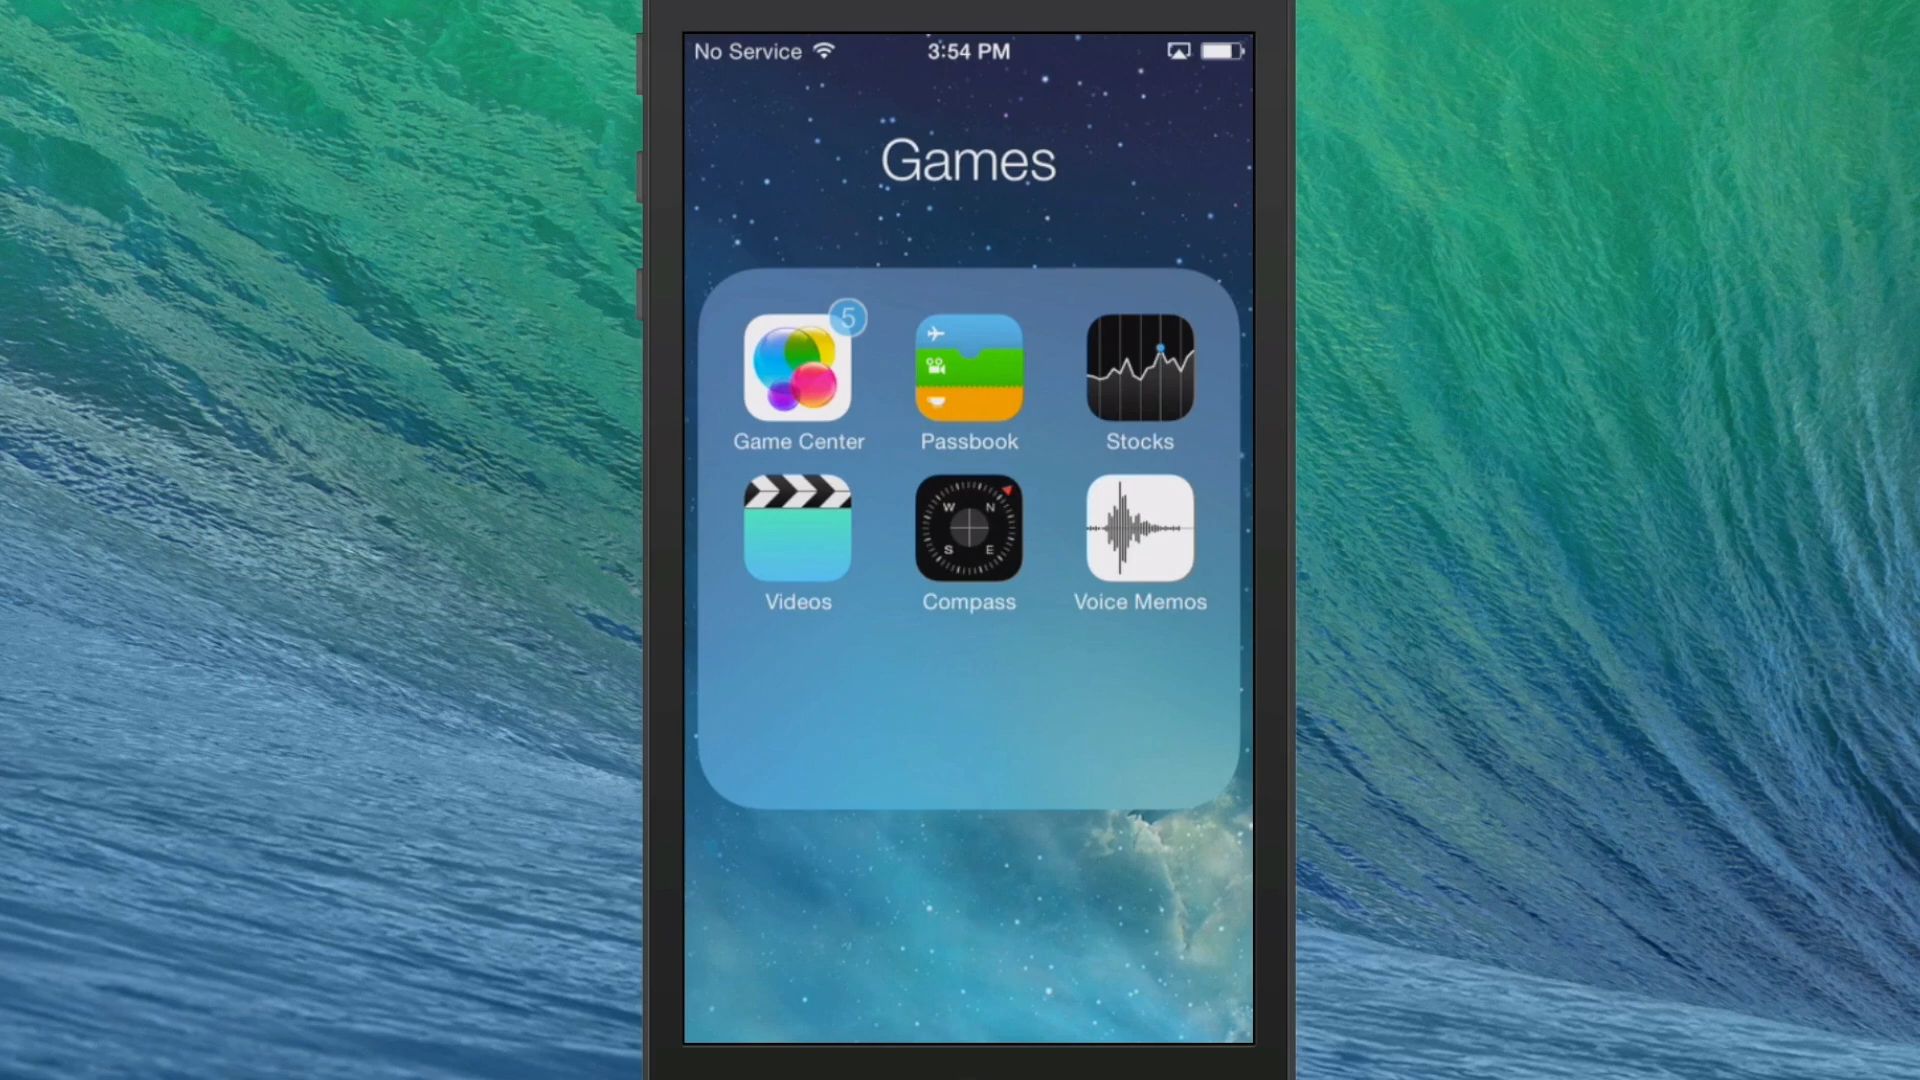 No Service 3:54 PM
Games
5
Game Center Passbook Stocks
W N
S E
Videos Compass Voice Memos